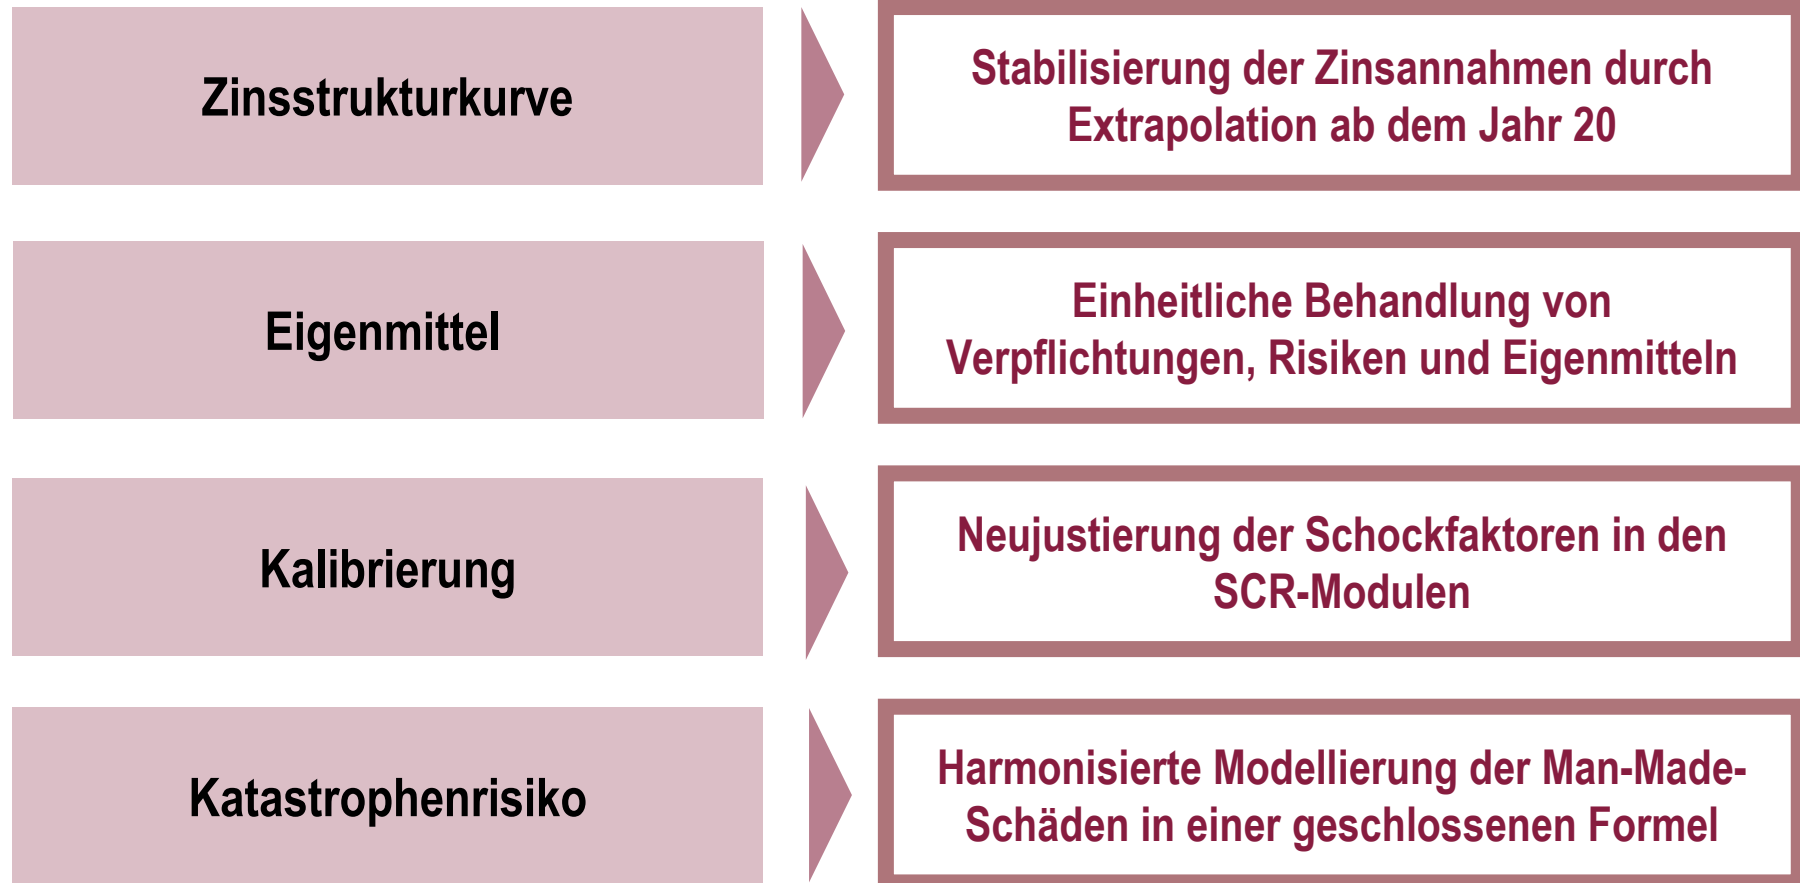 Zinsstrukturkurve
Stabilisierung der Zinsannahmen durch
Extrapolation ab dem Jahr 20
Eigenmittel
Einheitliche Behandlung von
Verpflichtungen, Risiken und Eigenmitteln
Kalibrierung
Neujustierung der Schockfaktoren in den
SCR-Modulen
Katastrophenrisiko
Harmonisierte Modellierung der Man-Made-
Schäden in einer geschlossenen Formel